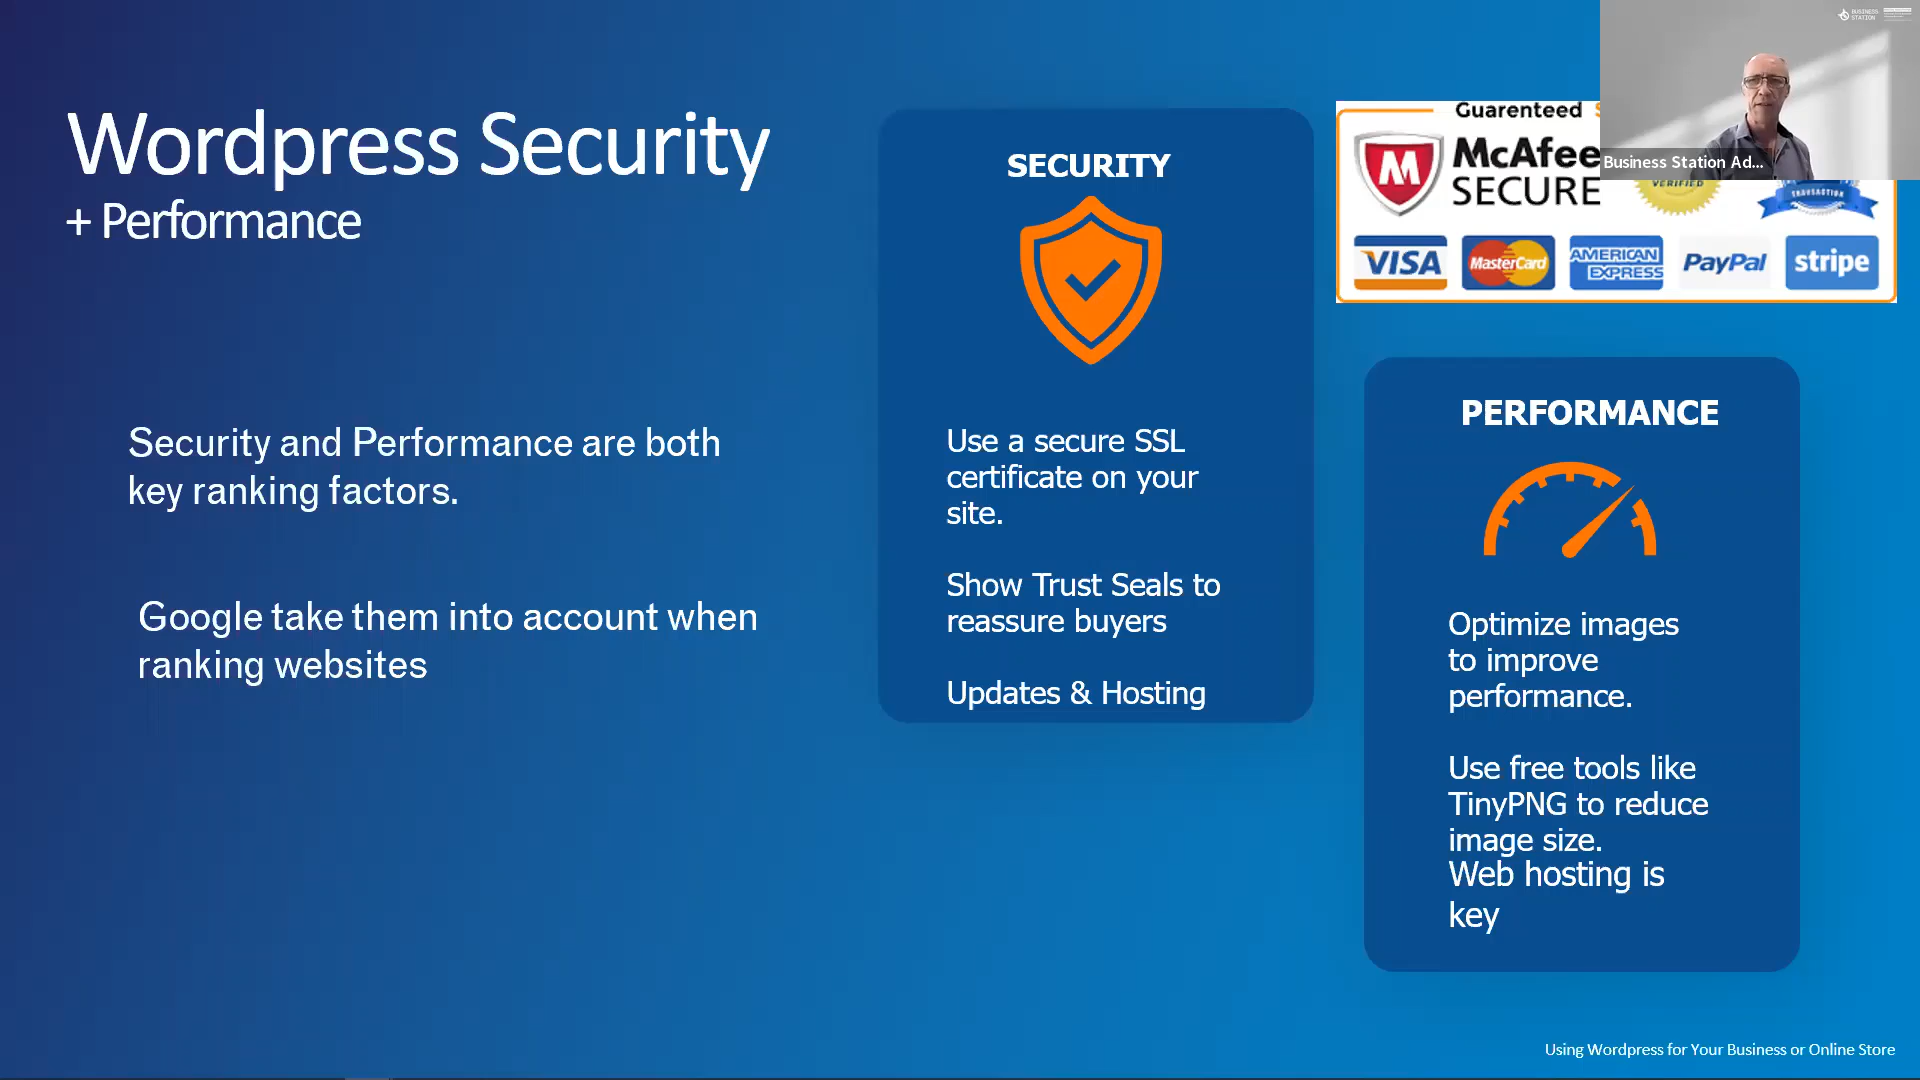 Wordpress Security
+ Performance
Security and Performance are both
key ranking factors.
Google take them into account when
ranking websites
SECURITY
Use a secure SSL
certificate on your
site.
Show Trust Seals to
reassure buyers
Updates & Hosting
Guarenteed
McAfee
SECURE
VERIFIED
TRANSACTION
VISA
MasterCard
AMERICAN
EXPRESS
PayPal
stripe
BUSINESS
STATION
Business Station Ad...
PERFORMANCE
Optimize images
to improve
performance.
Use free tools like
TinyPNG to reduce
image size.
Web hosting is
key
Using Wordpress for Your Business or Online Store